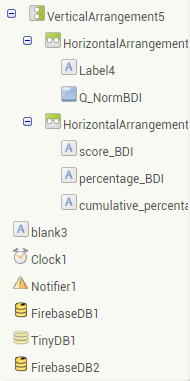 VerticalArrangement5
HorizontalArrangement
Label4
Q_NormBDI
HorizontalArrangement
score_BDI
percentage_BDI
cumulative_percenta
blank3
Clock1
Notifier1
FirebaseDB1
TinyDB1
FirebaseDB2